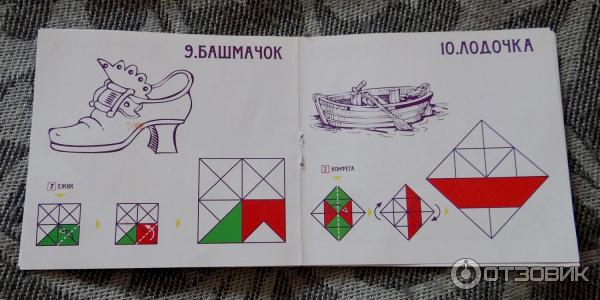 9.БАШМАЧОК
7 ЕЖИК
10.ЛОДОЧКА
2 КОНФЕТА
ОТЗОВИК